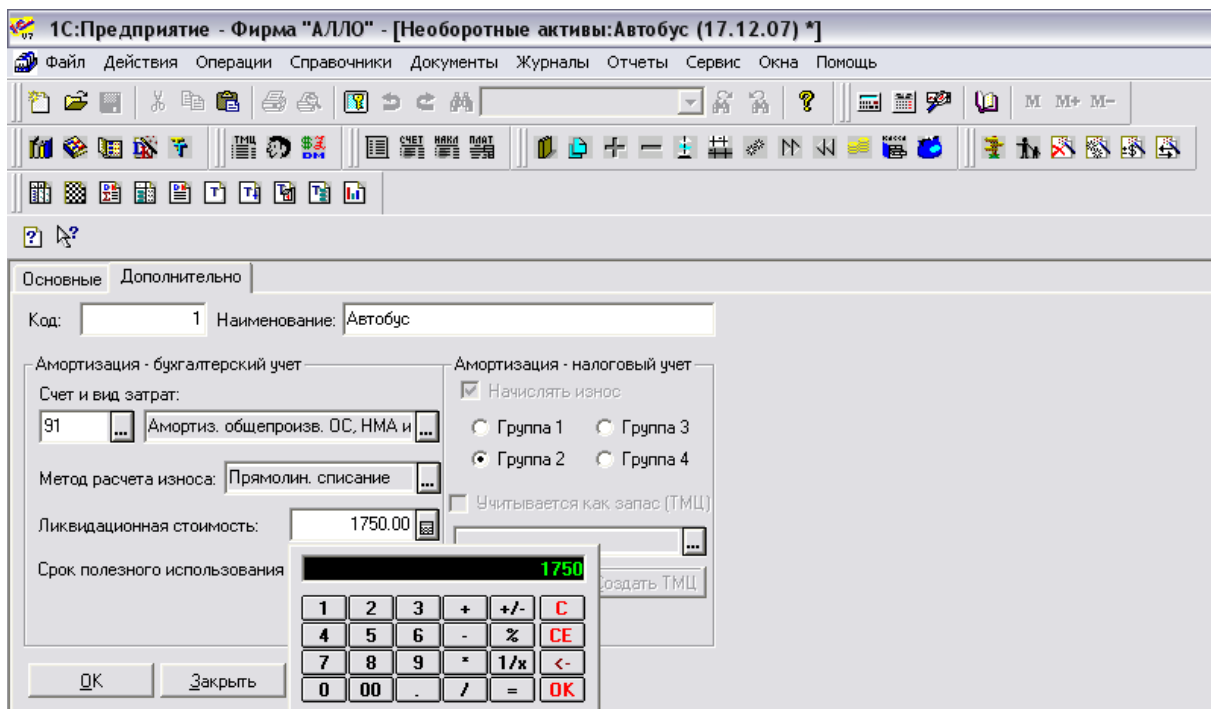 1С:Предприятие - Фирма "АЛЛО" - [Необоротные активы:Автобус (17.12.07) *]
Файл Действия Операции Справочники Документы Журналы Отчеты Сервис Окна Помощь
M M+ M-
Основные Дополнительно
Код: 1 Наименование: Автобус
Амортизация - бухгалтерский учет Амортизация - налоговый учет
Счет и вид затрат: Начислять износ
91 ... Амортиз. общепроизв. ОС, НМА и ... Группа 1 Группа 3
Группа 2 Группа 4
Метод расчета износа: Прямолин. списание ...
Учитывается как запас (ТМЦ)
Ликвидационная стоимость: 1750.00
...
Срок полезного использования 1750 Создать ТМЦ
1 2 3 + +/- C
4 5 6 - % CE
7 8 9 * 1/x <-
0 00 . / = OK
OK Закрыть